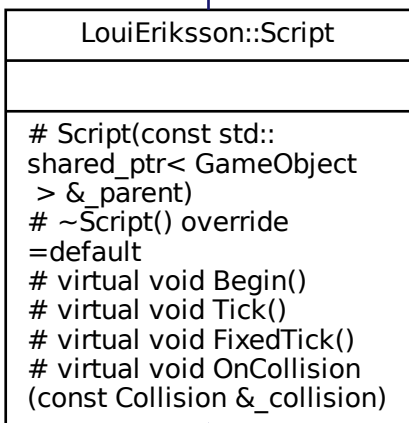 LouiEriksson::Script
# Script(const std::
shared_ptr< GameObject
 > &_parent)
# ~Script() override
=default
# virtual void Begin()
# virtual void Tick()
# virtual void FixedTick()
# virtual void OnCollision
(const Collision &_collision)